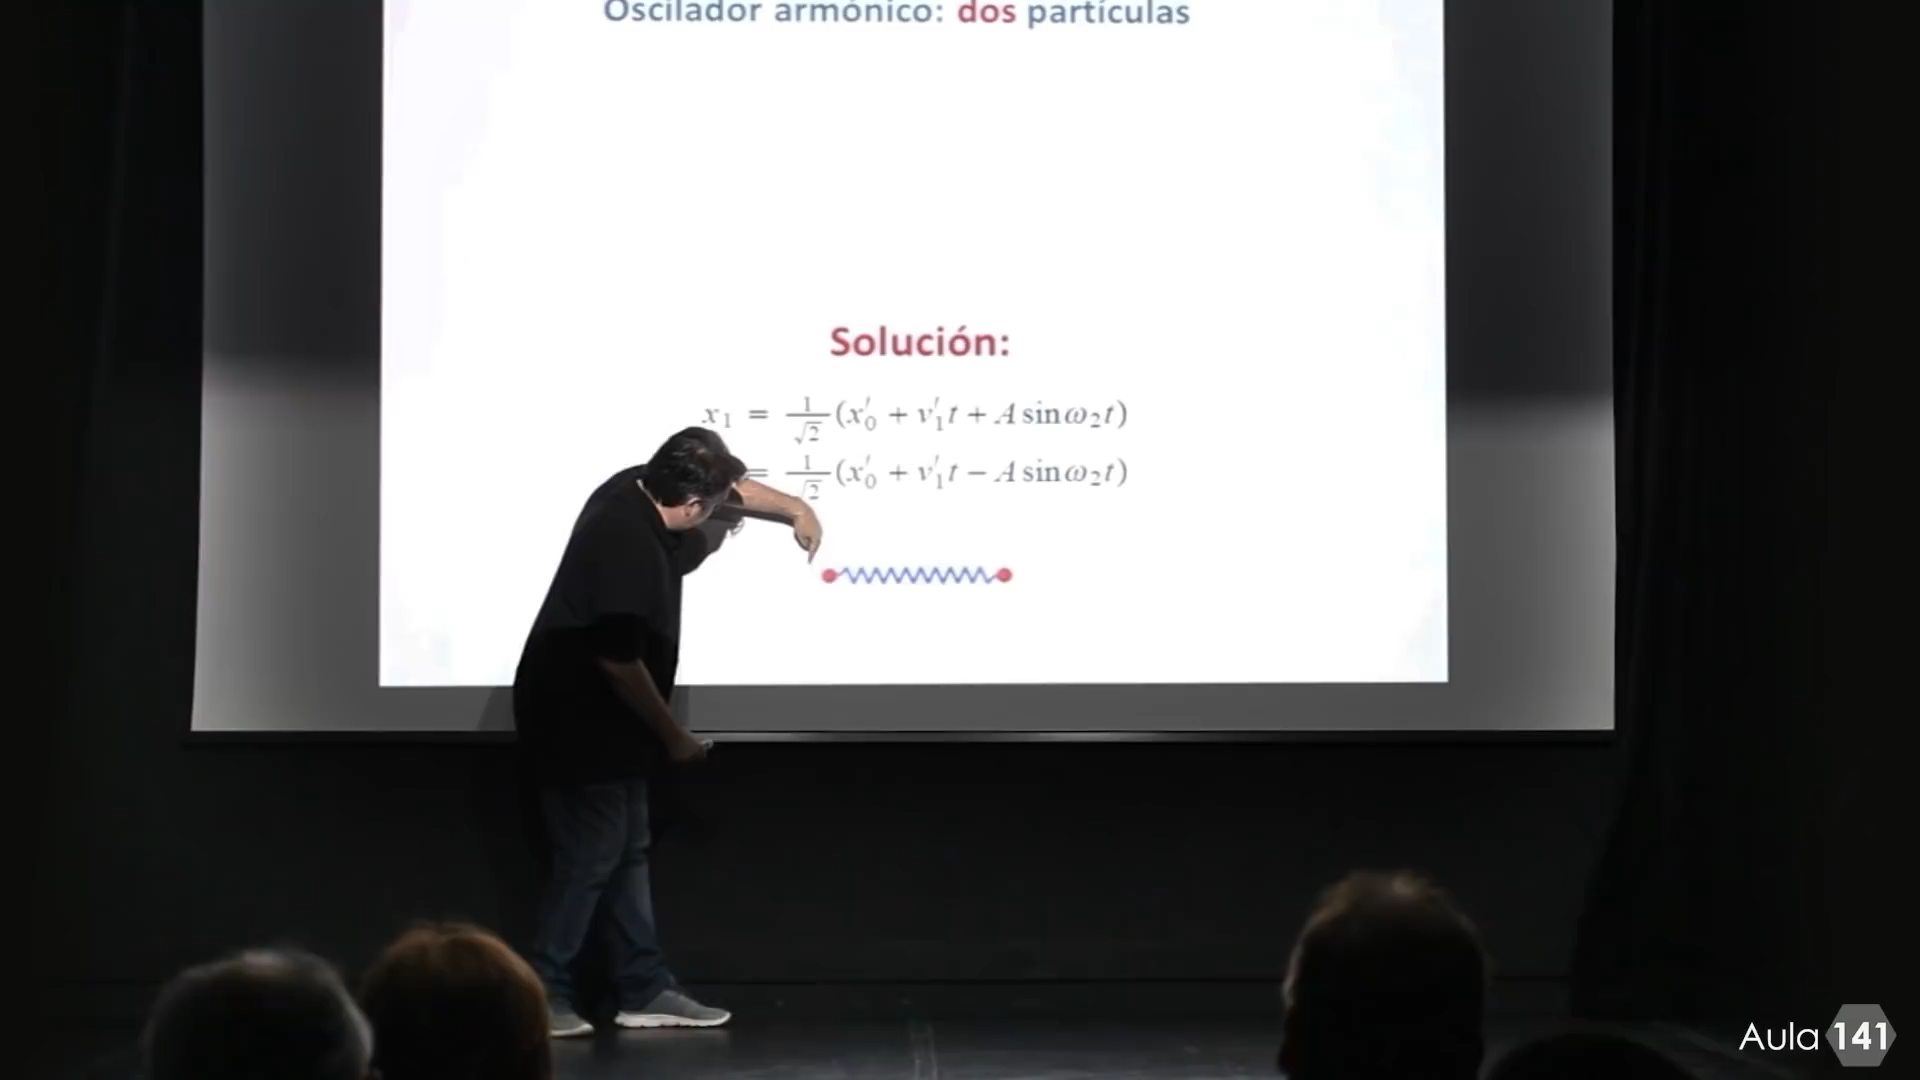 Oscilador armónico: dos partículas
Solución:
x₁ = 1/√2 (x′₀ + v′₁t + A sin ω₂t)
= 1/√2 (x′₀ + v′₁t − A sin ω₂t)
Aula 141